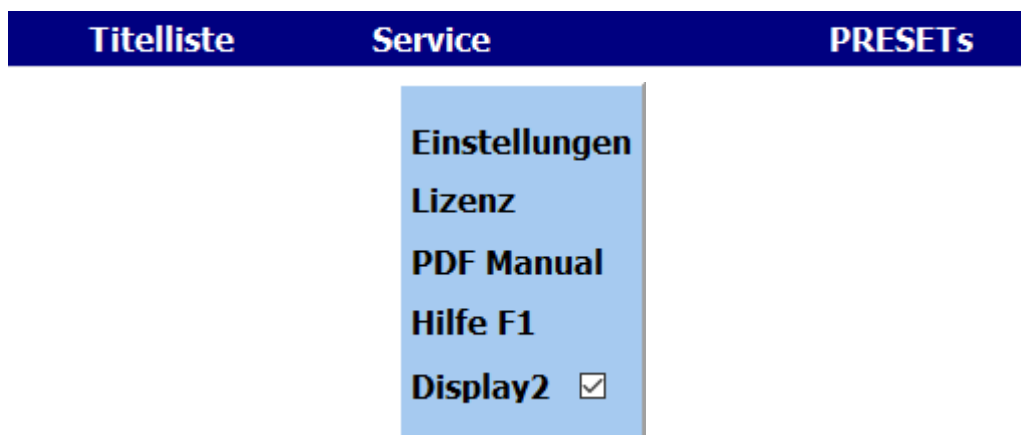 Titelliste Service PRESETs
Einstellungen
Lizenz
PDF Manual
Hilfe F1
Display2